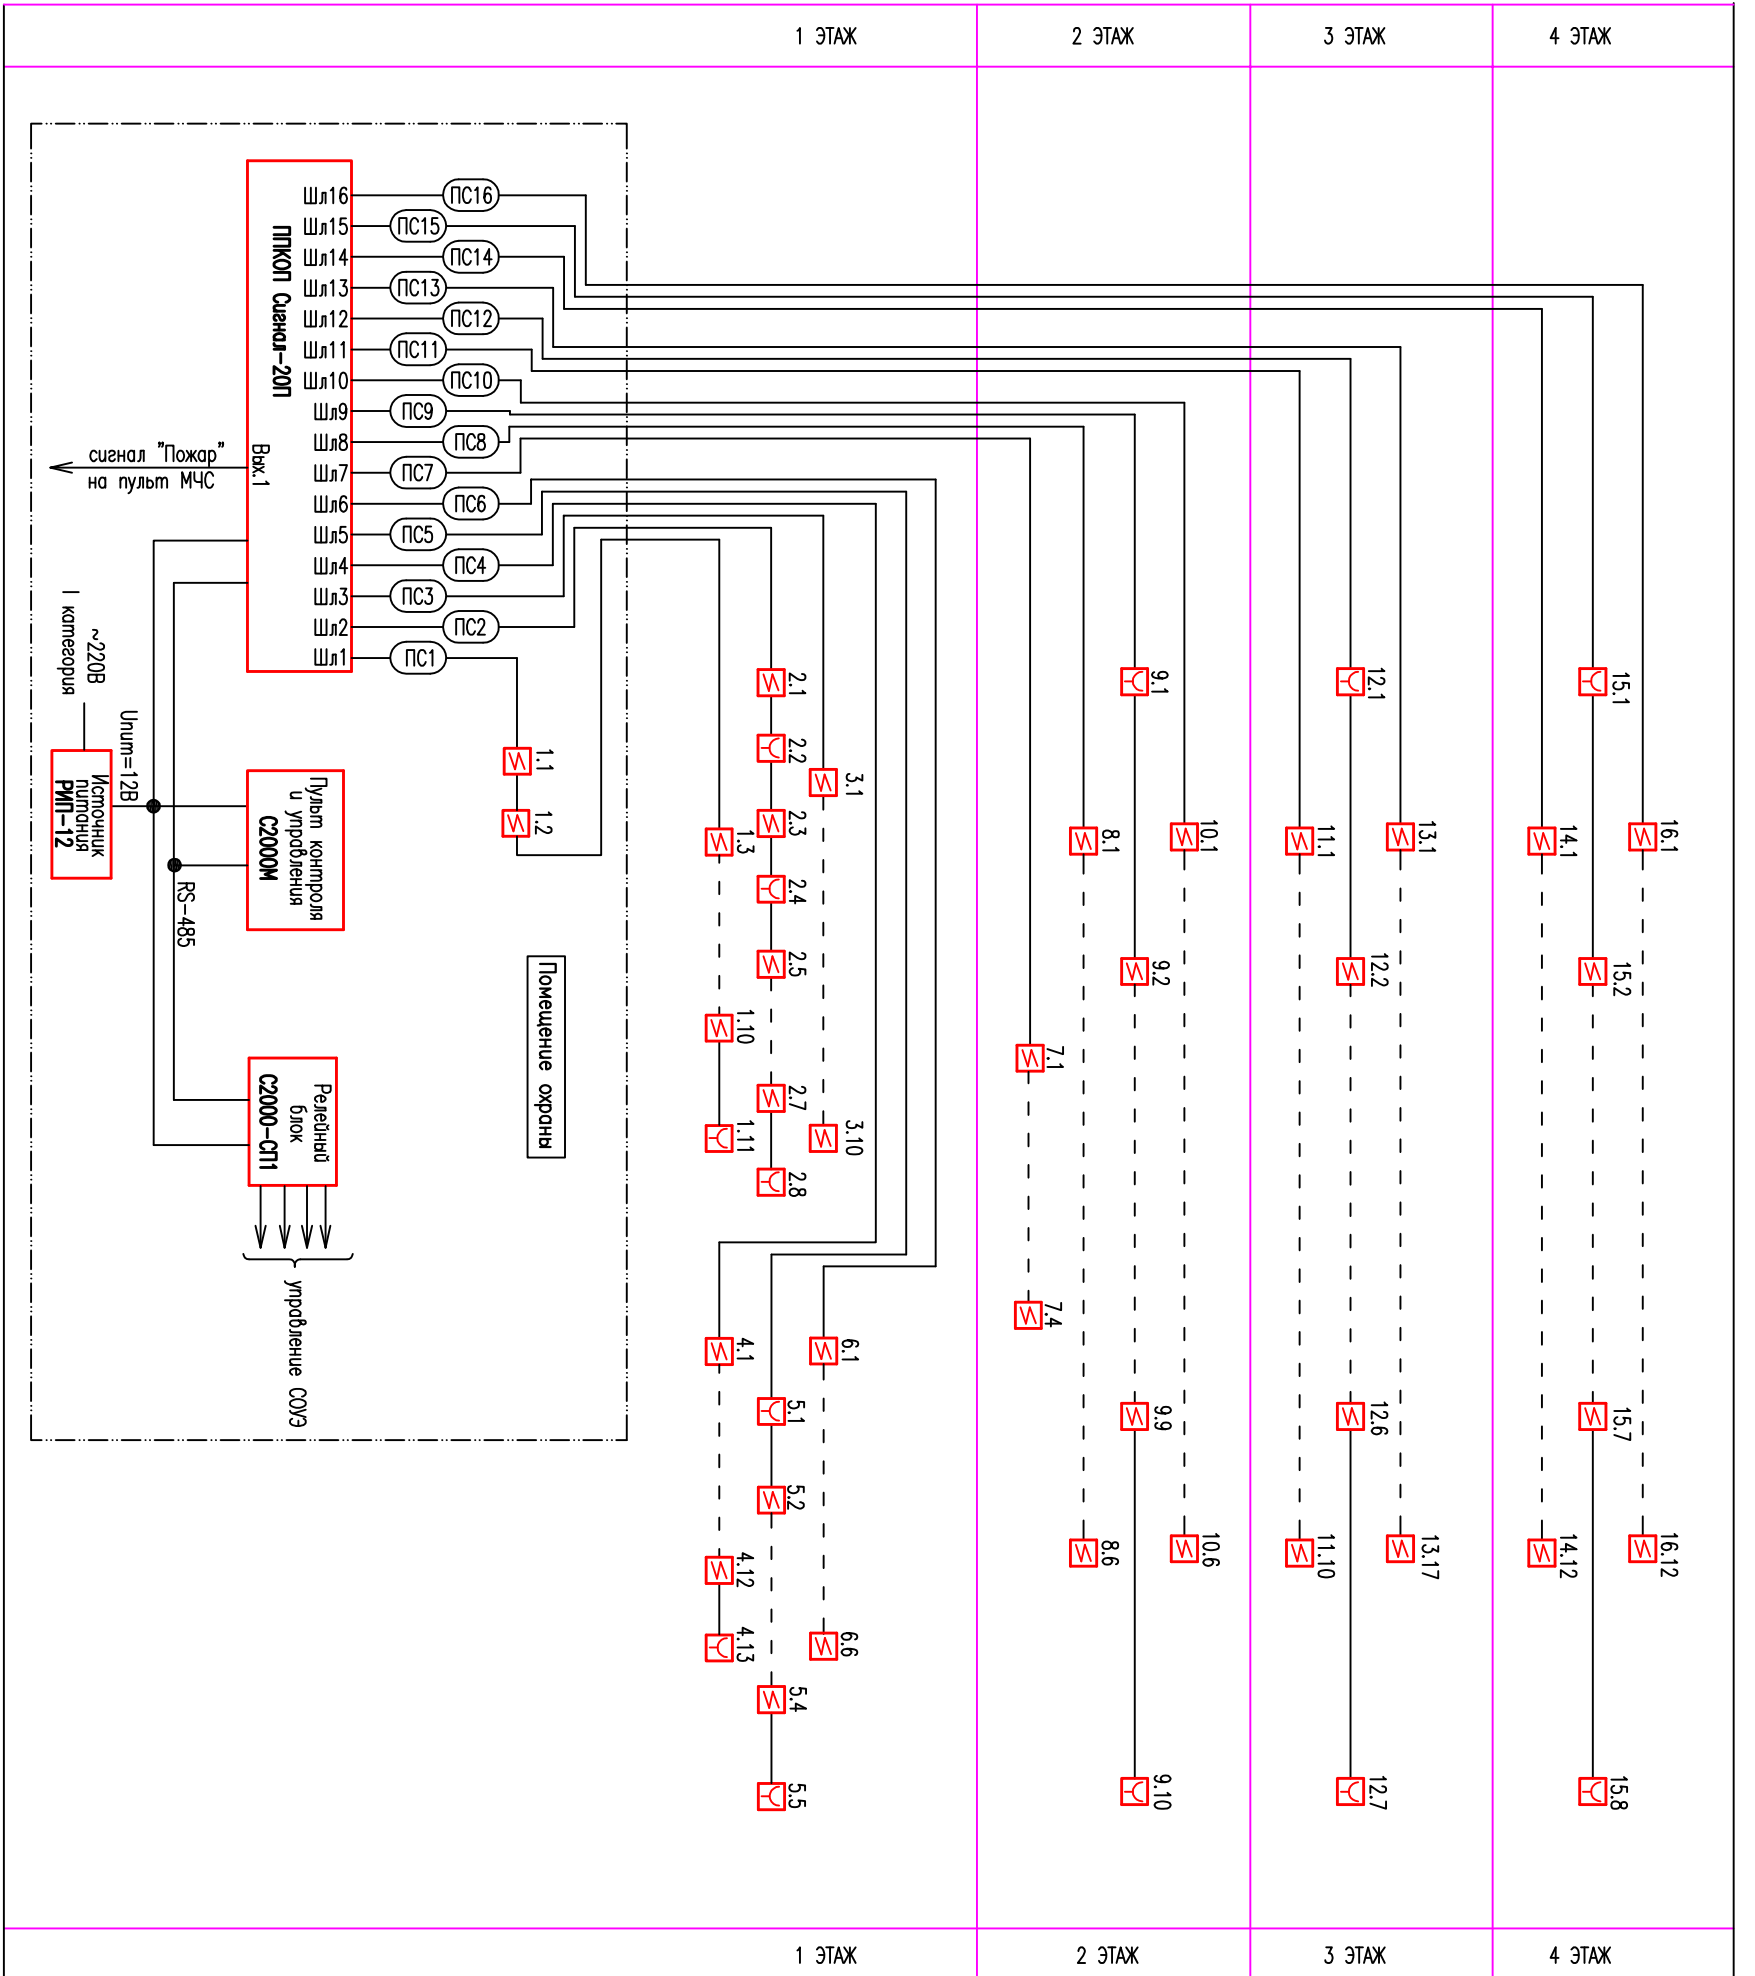 1 ЭТАЖ
2 ЭТАЖ
3 ЭТАЖ
4 ЭТАЖ
Шл16
Шл15
Шл14
Шл13
Шл12
Шл11
Шл10
Шл9
Шл8
Шл7
Шл6
Шл5
Шл4
Шл3
Шл2
Шл1
ППКОП Сигнал-20П
Вых.1
ПС16
ПС15
ПС14
ПС13
ПС12
ПС11
ПС10
ПС9
ПС8
ПС7
ПС6
ПС5
ПС4
ПС3
ПС2
ПС1
сигнал "Пожар"
на пульт МЧС
~220В
I категория
Uпит=12В
Источник
питания
РИП-12
Пульт контроля
и управления
С2000М
RS-485
Релейный
блок
С2000-СП1
управление СОУЭ
Помещение охраны
1.1
1.2
1.3
1.10
1.11
2.1
2.2
2.3
2.4
2.5
2.7
2.8
3.1
3.10
4.1
4.12
4.13
5.1
5.2
5.4
5.5
6.1
6.6
7.1
7.4
8.1
8.6
9.1
9.2
9.9
9.10
10.1
10.6
11.1
11.10
12.1
12.2
12.6
12.7
13.1
13.17
14.1
14.12
15.1
15.2
15.7
15.8
16.1
16.12
1 ЭТАЖ
2 ЭТАЖ
3 ЭТАЖ
4 ЭТАЖ